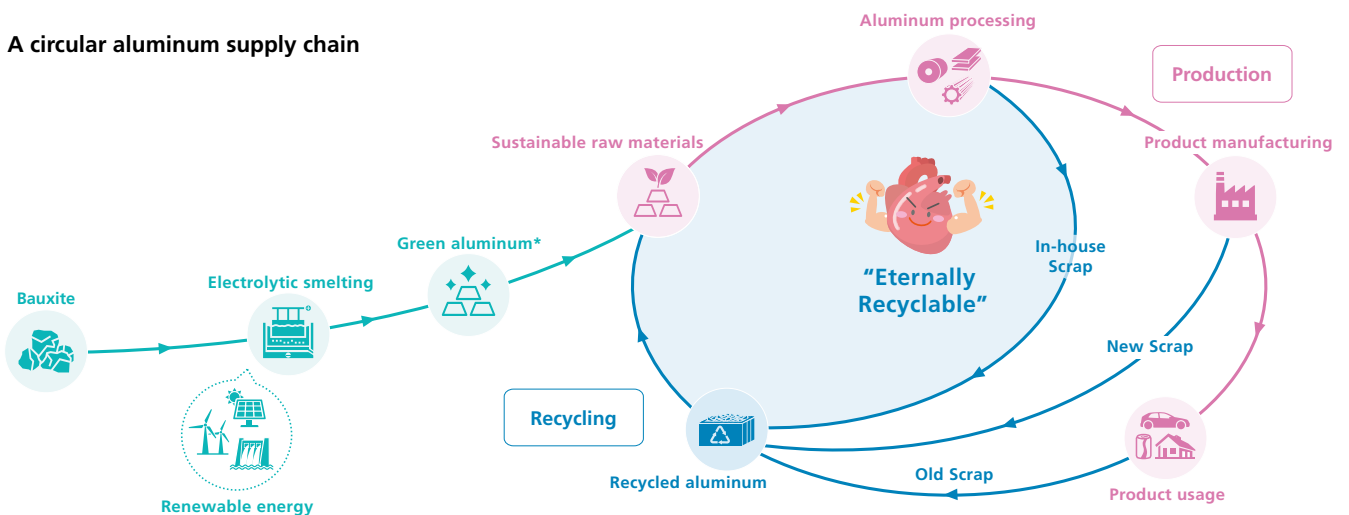 A circular aluminum supply chain
Aluminum processing
Production
Sustainable raw materials
Product manufacturing
Green aluminum*
In-house
Scrap
Electrolytic smelting
“Eternally
Recyclable”
Bauxite
New Scrap
Recycling
Old Scrap
Recycled aluminum
Product usage
Renewable energy